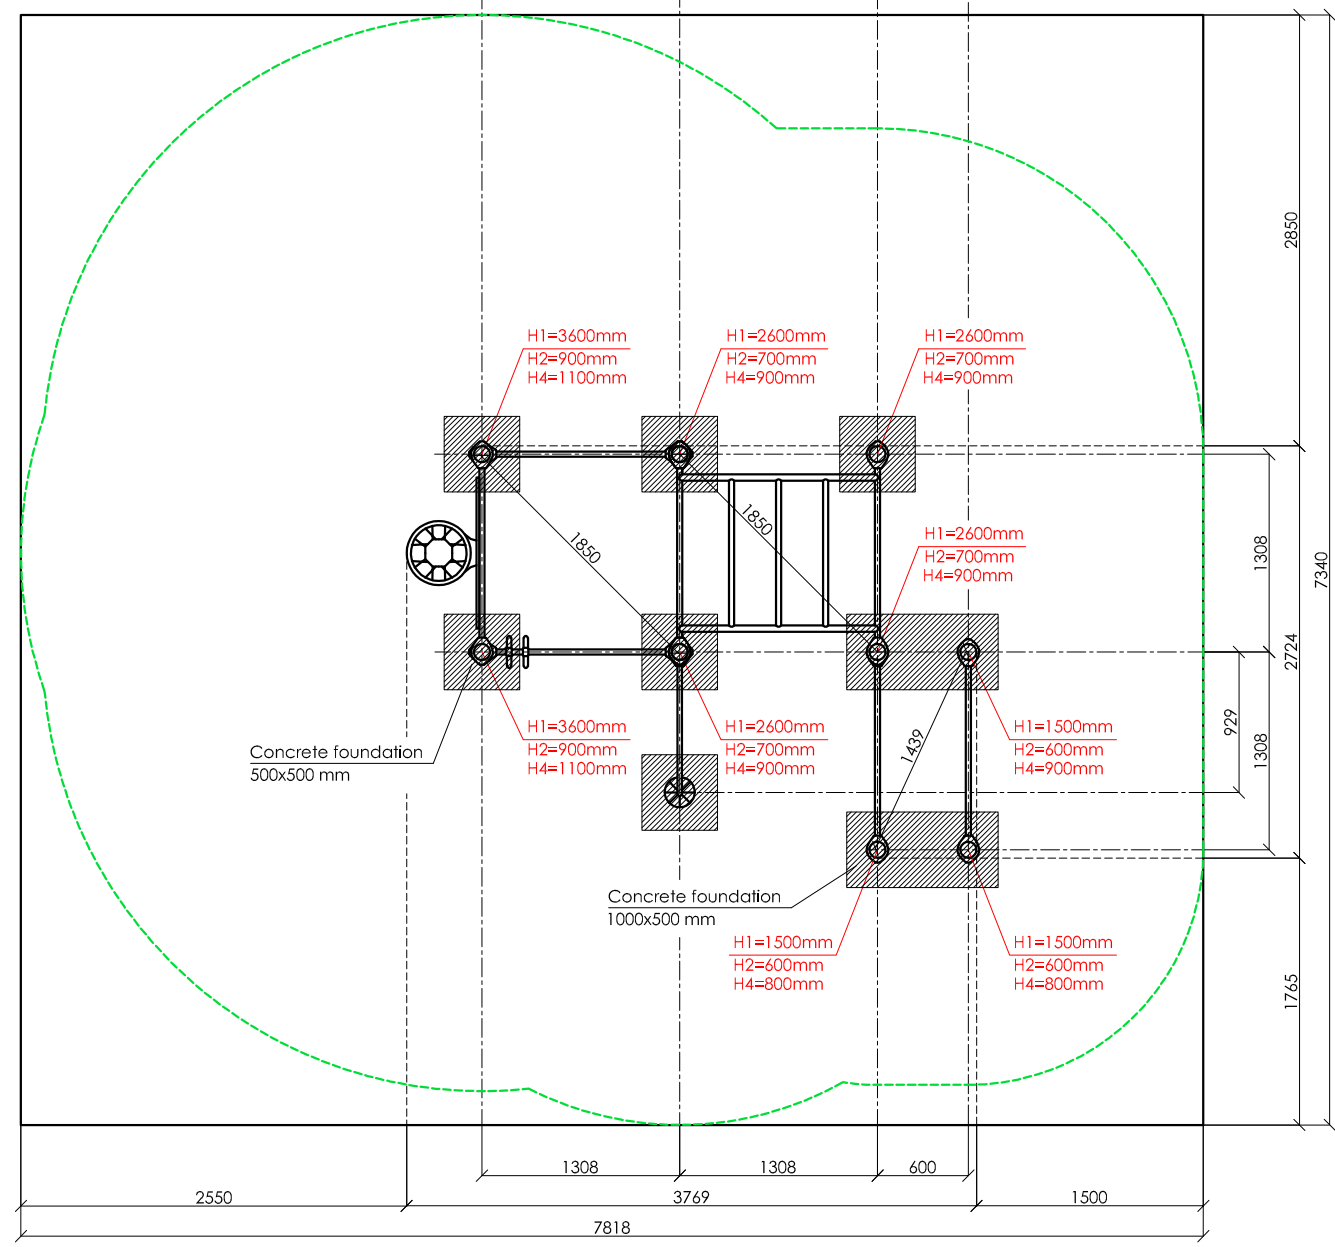 2850
H1=3600mm
H2=900mm
H4=1100mm
H1=2600mm
H2=700mm
H4=900mm
H1=2600mm
H2=700mm
H4=900mm
1850
1850
H1=2600mm
H2=700mm
H4=900mm
1308
7340
2724
929
1308
1439
H1=3600mm
H2=900mm
H4=1100mm
H1=2600mm
H2=700mm
H4=900mm
H1=1500mm
H2=600mm
H4=900mm
Concrete foundation
500x500 mm
Concrete foundation
1000x500 mm
H1=1500mm
H2=600mm
H4=800mm
H1=1500mm
H2=600mm
H4=800mm
1765
1308
1308
600
2550
3769
1500
7818